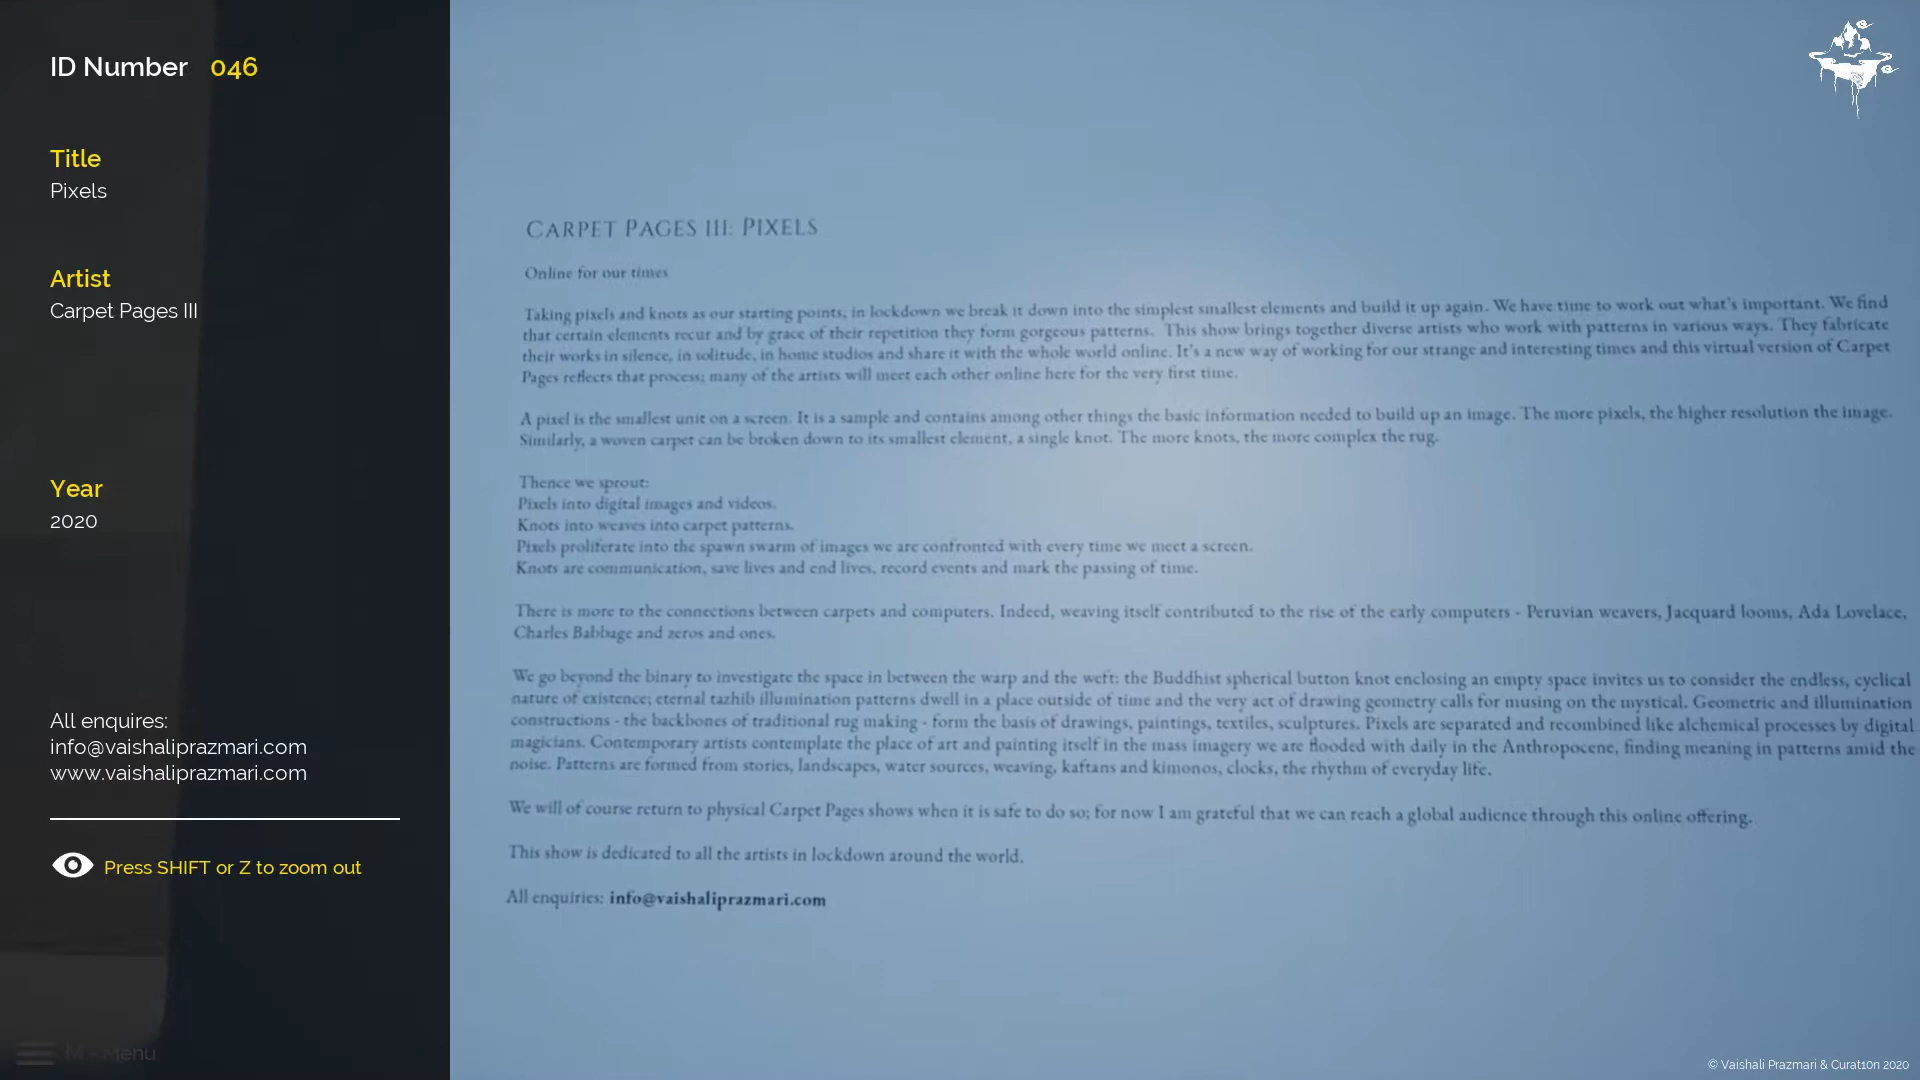 ID Number 046
Title
Pixels
Artist
Carpet Pages III
Year
2020
All enquires:
info@vaishaliprazmari.com
www.vaishaliprazmari.com
Press SHIFT or Z to zoom out
M - Menu
CARPET PAGES III: PIXELS
Online for our times
Taking pixels and knots as our starting points, in lockdown we break it down into the simplest smallest elements and build it up again. We have time to work out what's important. We find
that certain elements recur and by grace of their repetition they form gorgeous patterns. This show brings together diverse artists who work with patterns in various ways. They fabricate
their works in silence, in solitude, in home studios and share it with the whole world online. It's a new way of working for our strange and interesting times and this virtual version of Carpet
Pages reflects that process; many of the artists will meet each other online here for the very first time.
A pixel is the smallest unit on a screen. It is a sample and contains among other things the basic information needed to build up an image. The more pixels, the higher resolution the image.
Similarly, a woven carpet can be broken down to its smallest element, a single knot. The more knots, the more complex the rug.
Thence we sprout:
Pixels into digital images and videos.
Knots into weaves into carpet patterns.
Pixels proliferate into the spawn swarm of images we are confronted with every time we meet a screen.
Knots are communication, save lives and end lives, record events and mark the passing of time.
There is more to the connections between carpets and computers. Indeed, weaving itself contributed to the rise of the early computers - Peruvian weavers, Jacquard looms, Ada Lovelace,
Charles Babbage and zeros and ones.
We go beyond the binary to investigate the space in between the warp and the weft: the Buddhist spherical button knot enclosing an empty space invites us to consider the endless, cyclical
nature of existence; eternal tazhib illumination patterns dwell in a place outside of time and the very act of drawing geometry calls for musing on the mystical. Geometric and illumination
constructions - the backbones of traditional rug making - form the basis of drawings, paintings, textiles, sculptures. Pixels are separated and recombined like alchemical processes by digital
magicians. Contemporary artists contemplate the place of art and painting itself in the mass imagery we are flooded with daily in the Anthropocene, finding meaning in patterns amid the
noise. Patterns are formed from stories, landscapes, water sources, weaving, kaftans and kimonos, clocks, the rhythm of everyday life.
We will of course return to physical Carpet Pages shows when it is safe to do so; for now I am grateful that we can reach a global audience through this online offering.
This show is dedicated to all the artists in lockdown around the world.
All enquiries: info@vaishaliprazmari.com
© Vaishali Prazmari & Curat10n 2020